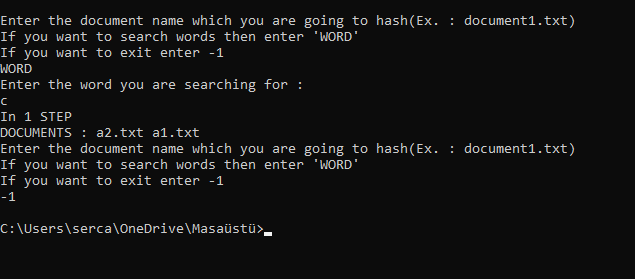 Enter the document name which you are going to hash(Ex. : document1.txt)
If you want to search words then enter 'WORD'
If you want to exit enter -1
WORD
Enter the word you are searching for :
c
In 1 STEP
DOCUMENTS : a2.txt a1.txt
Enter the document name which you are going to hash(Ex. : document1.txt)
If you want to search words then enter 'WORD'
If you want to exit enter -1
-1
C:\Users\serca\OneDrive\Masaüstü>